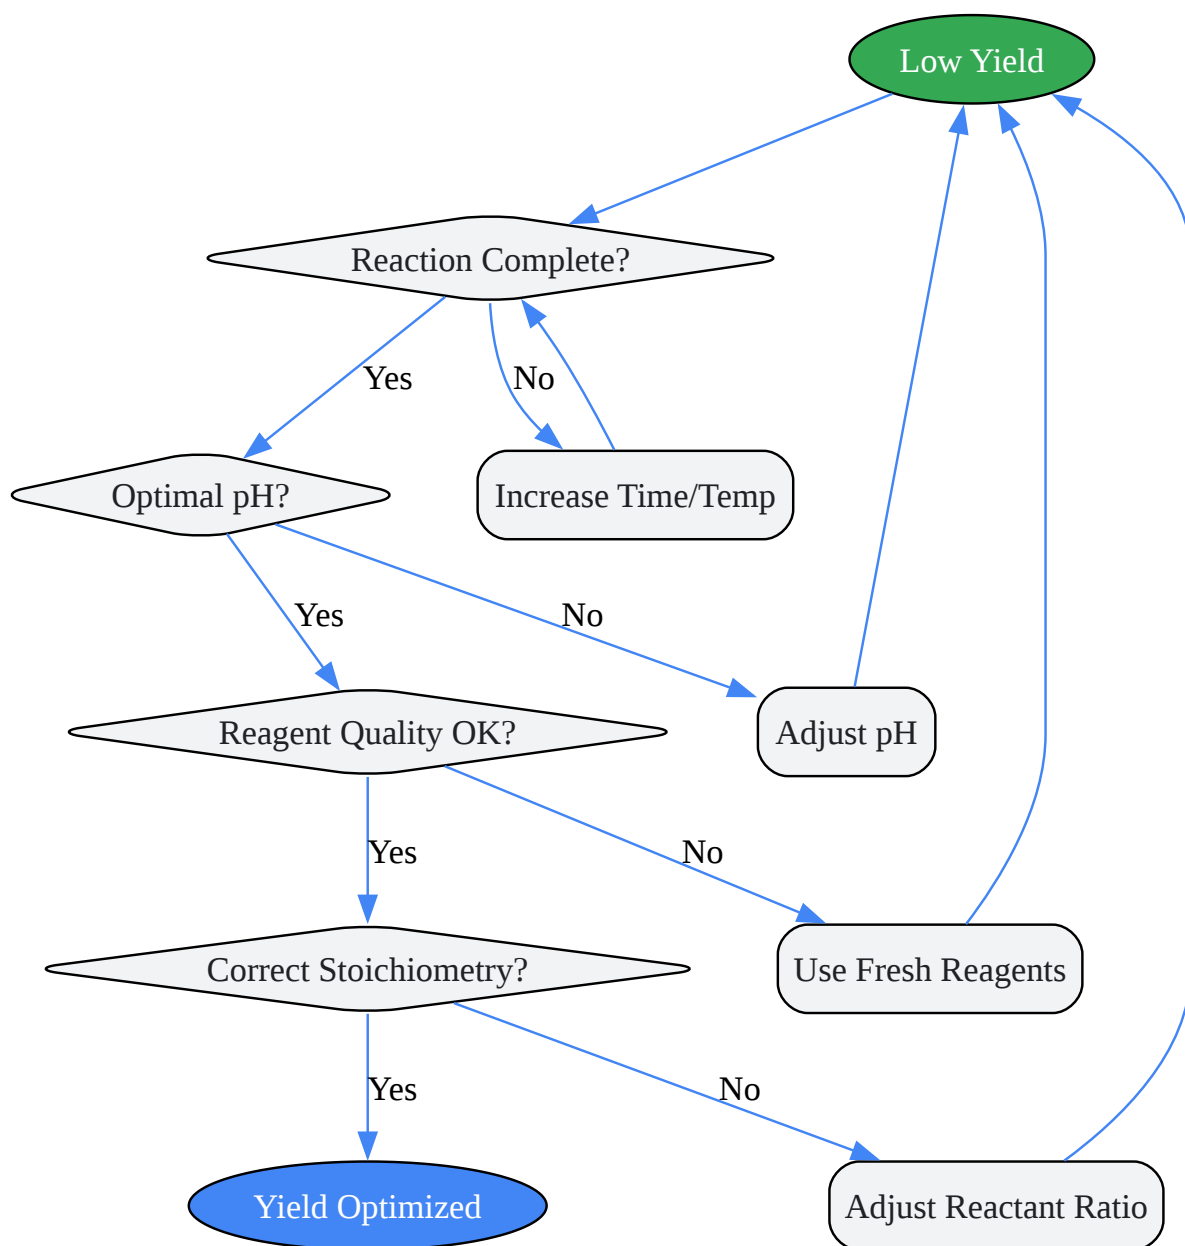 Low Yield
Reaction Complete?
Yes
No
Optimal pH?
Increase Time/Temp
Yes
No
Reagent Quality OK?
Adjust pH
Yes
No
Correct Stoichiometry?
Use Fresh Reagents
Yes
No
Yield Optimized
Adjust Reactant Ratio